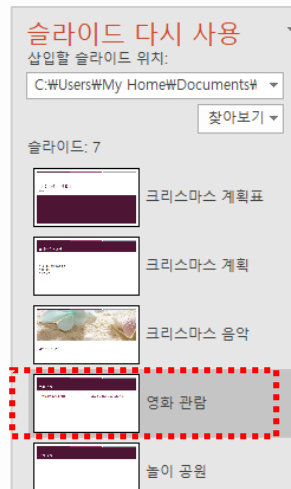 슬라이드 다시 사용
삽입할 슬라이드 위치:
C:₩Users₩My Home₩Documents₩
찾아보기
슬라이드: 7
크리스마스 계획표
크리스마스 계획
크리스마스 음악
영화 관람
놀이 공원